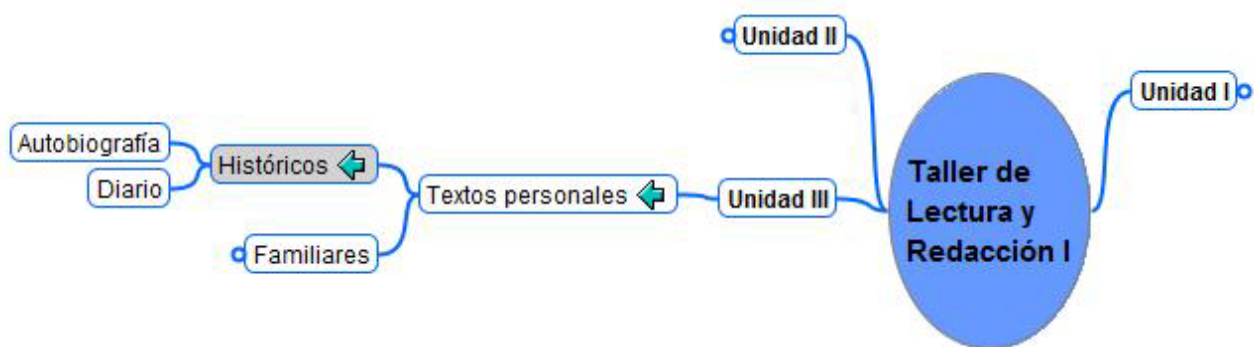 Unidad II
Unidad I
Autobiografía
Históricos
Diario
Textos personales
Unidad III
Familiares
Taller de
Lectura y
Redacción I